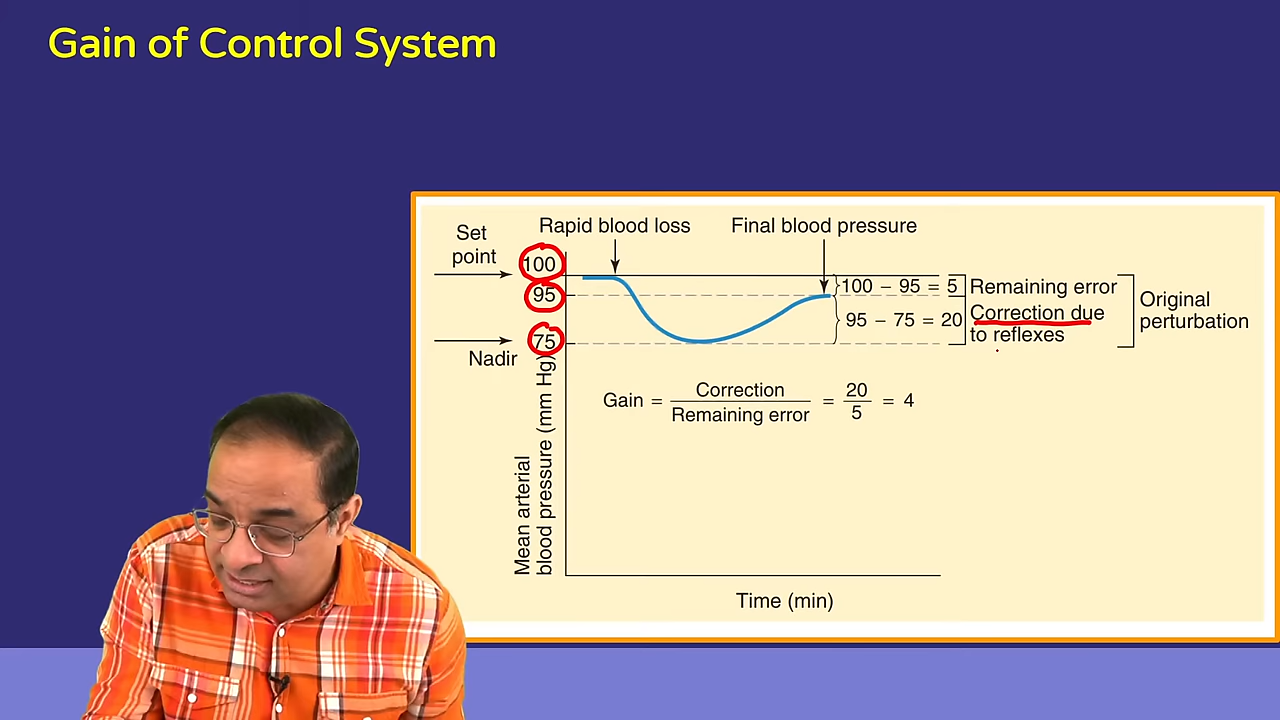 Gain of Control System
Rapid blood loss
Final blood pressure
Set
point
100
95
75
Nadir
100 − 95 = 5
95 − 75 = 20
Remaining error
Correction due
to reflexes
Original
perturbation
Gain = Correction / Remaining error = 20 / 5 = 4
Mean arterial
blood pressure (mm Hg)
Time (min)